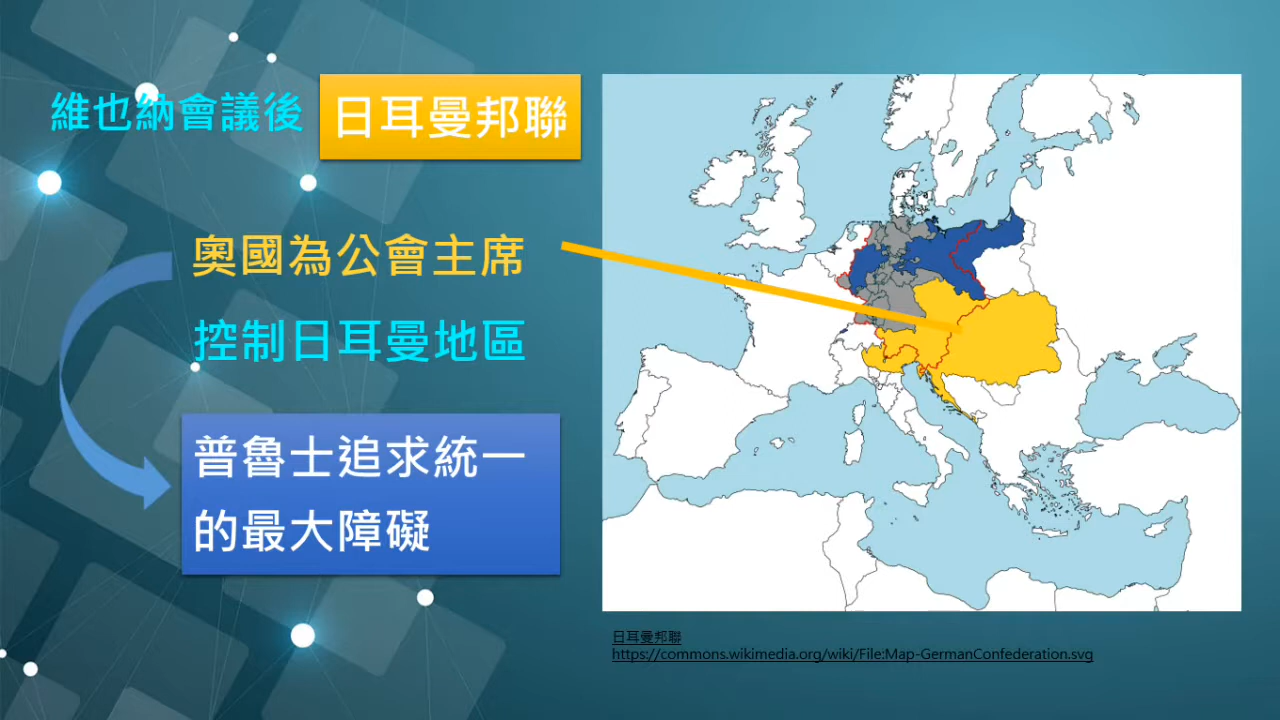 維也納會議後
日耳曼邦聯
奧國為公會主席
控制日耳曼地區
普魯士追求統一
的最大障礙
日耳曼邦聯
https://commons.wikimedia.org/wiki/File:Map-GermanConfederation.svg